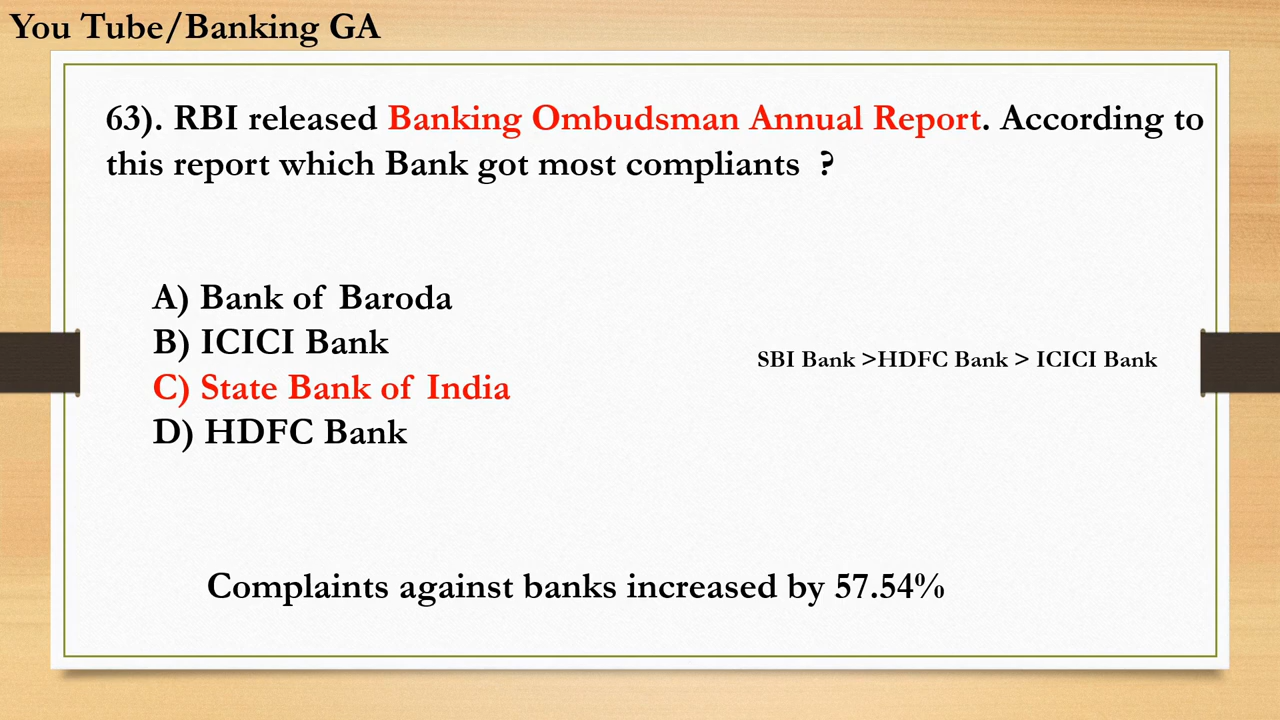 You Tube/Banking GA
63). RBI released Banking Ombudsman Annual Report. According to
this report which Bank got most compliants ?
A) Bank of Baroda
B) ICICI Bank
SBI Bank >HDFC Bank > ICICI Bank
C) State Bank of India
D) HDFC Bank
Complaints against banks increased by 57.54%